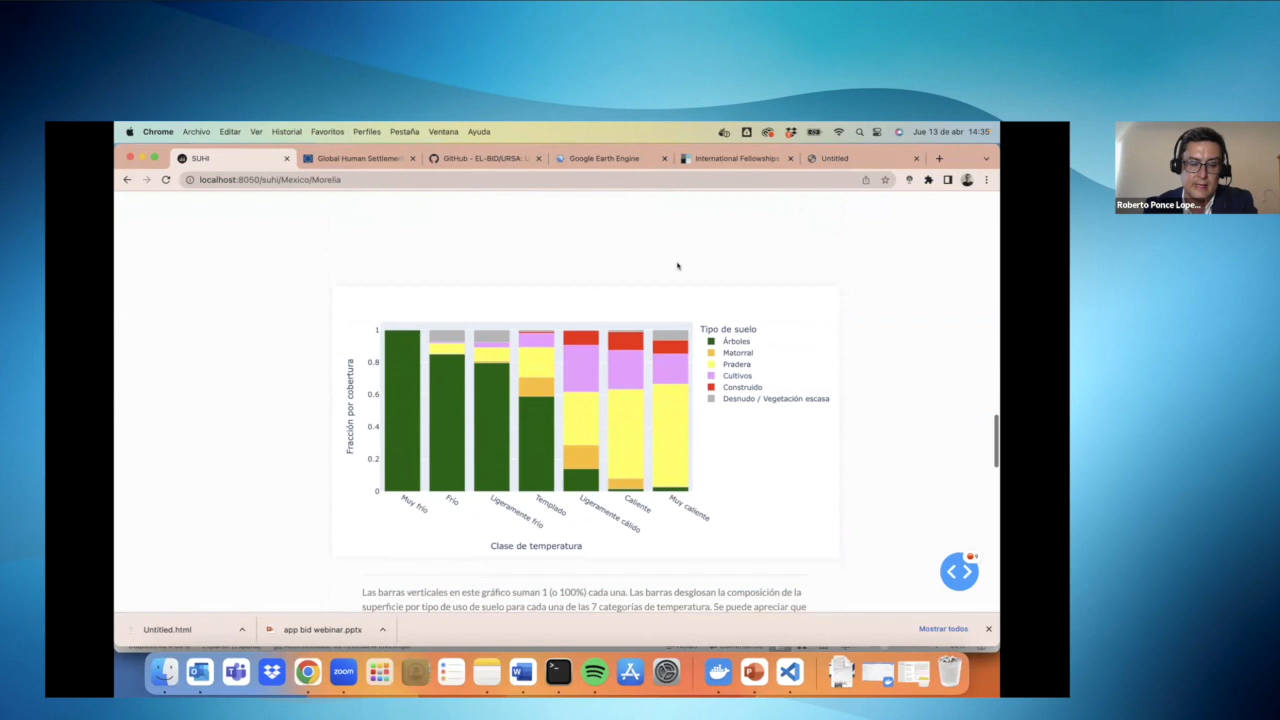 Chrome Archivo Editar Ver Historial Favoritos Perfiles Pestaña Ventana Ayuda Jue 13 de abr 14:35
SUHI Global Human Settlemen GitHub - EL-BID/URSA: U Google Earth Engine International Fellowships Untitled
localhost:8050/suhi/Mexico/Morelia
Roberto Ponce Lope...
Fracción por cobertura
1
0.8
0.6
0.4
0.2
0
Muy frío
Frío
Ligeramente frío
Templado
Ligeramente cálido
Caliente
Muy caliente
Clase de temperatura
Tipo de suelo
Árboles
Matorral
Pradera
Cultivos
Construido
Desnudo / Vegetación escasa
Las barras verticales en este gráfico suman 1 (o 100%) cada una. Las barras desglosan la composición de la
superficie por tipo de uso de suelo para cada una de las 7 categorías de temperatura. Se puede apreciar que
Untitled.html app bid webinar.pptx Mostrar todos
zoom